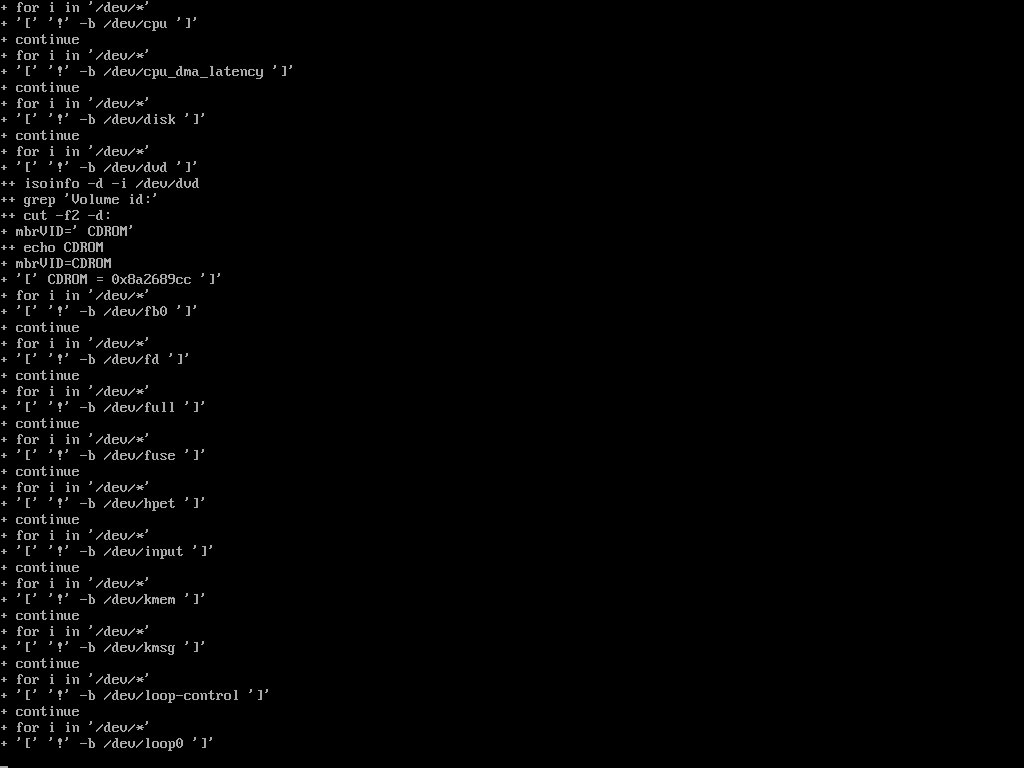 + for i in '/dev/*'
+ '[' '!' -b /dev/cpu ']'
+ continue
+ for i in '/dev/*'
+ '[' '!' -b /dev/cpu_dma_latency ']'
+ continue
+ for i in '/dev/*'
+ '[' '!' -b /dev/disk ']'
+ continue
+ for i in '/dev/*'
+ '[' '!' -b /dev/dvd ']'
++ isoinfo -d -i /dev/dvd
++ grep 'Volume id:'
++ cut -f2 -d:
+ mbrVID=' CDROM'
++ echo CDROM
+ mbrVID=CDROM
+ '[' CDROM = 0x8a2689cc ']'
+ for i in '/dev/*'
+ '[' '!' -b /dev/fb0 ']'
+ continue
+ for i in '/dev/*'
+ '[' '!' -b /dev/fd ']'
+ continue
+ for i in '/dev/*'
+ '[' '!' -b /dev/full ']'
+ continue
+ for i in '/dev/*'
+ '[' '!' -b /dev/fuse ']'
+ continue
+ for i in '/dev/*'
+ '[' '!' -b /dev/hpet ']'
+ continue
+ for i in '/dev/*'
+ '[' '!' -b /dev/input ']'
+ continue
+ for i in '/dev/*'
+ '[' '!' -b /dev/kmem ']'
+ continue
+ for i in '/dev/*'
+ '[' '!' -b /dev/kmsg ']'
+ continue
+ for i in '/dev/*'
+ '[' '!' -b /dev/loop-control ']'
+ continue
+ for i in '/dev/*'
+ '[' '!' -b /dev/loop0 ']'